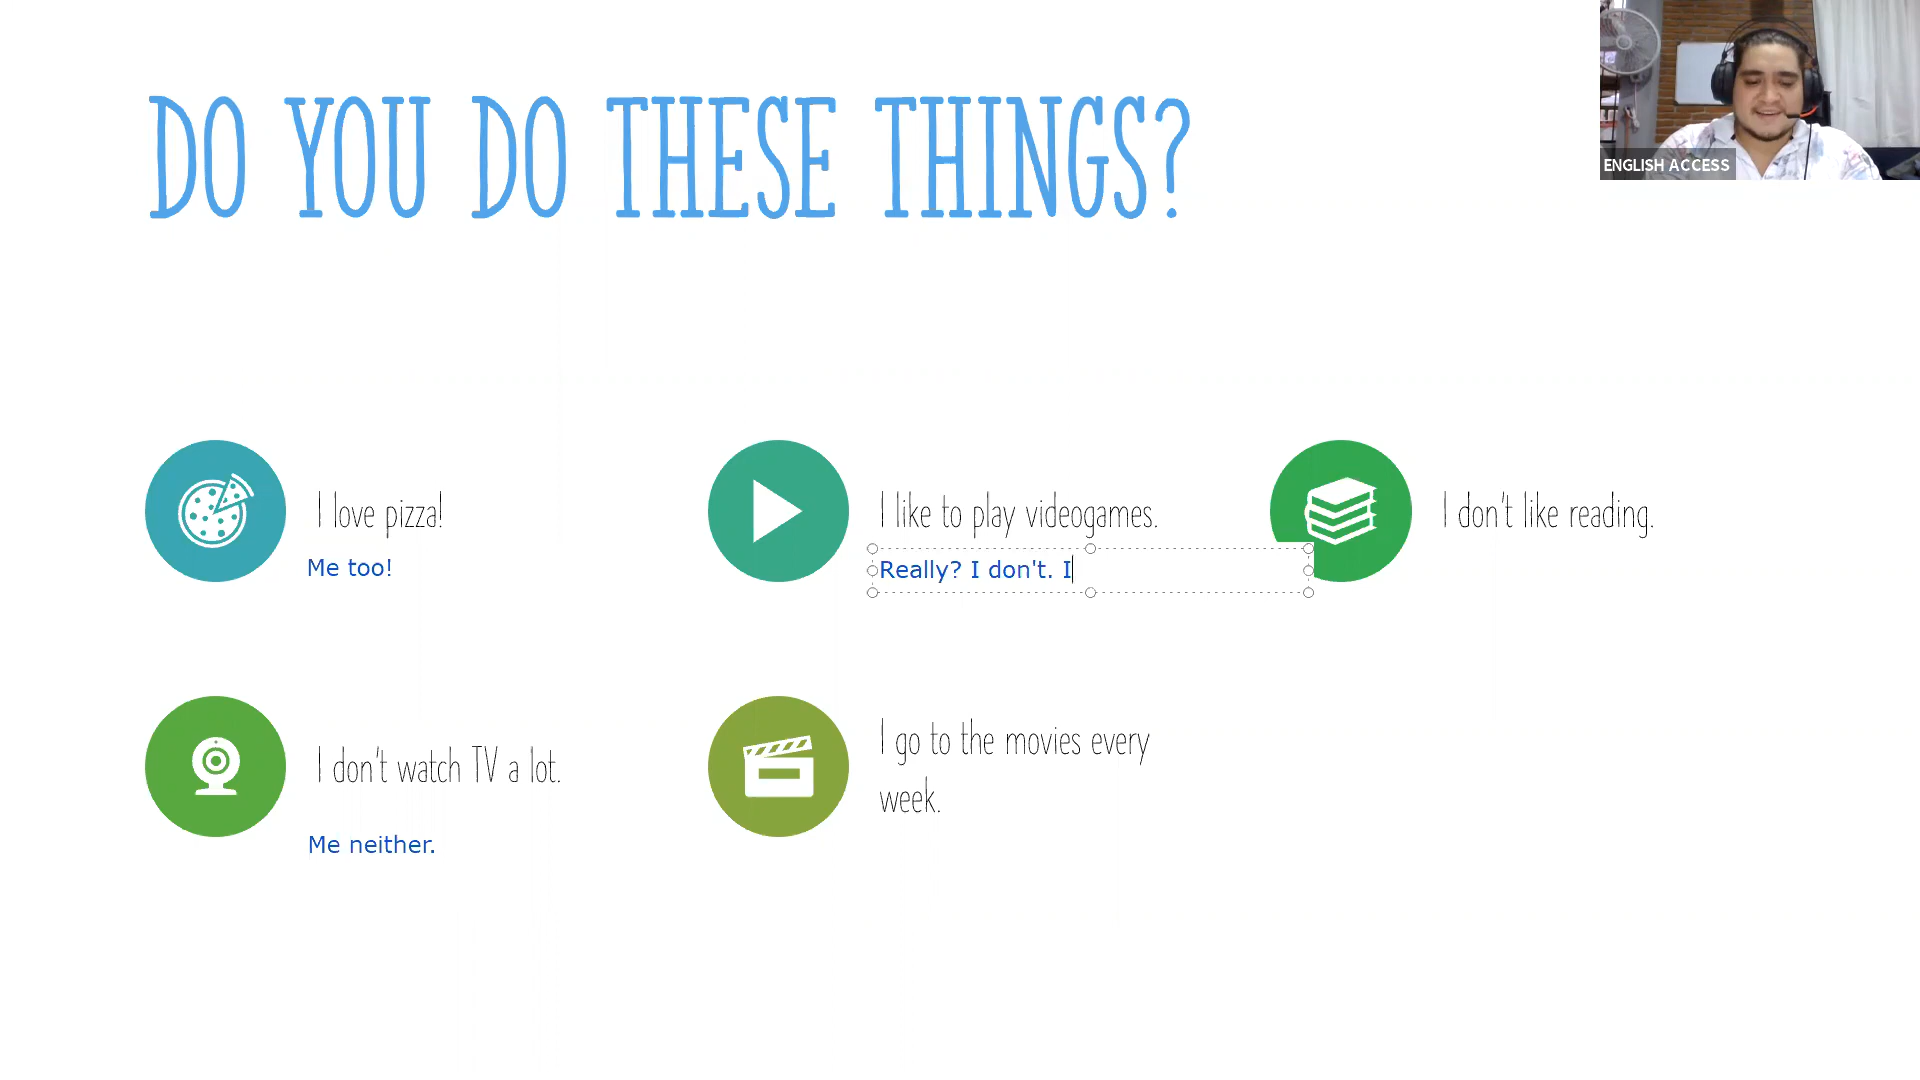 DO YOU DO THESE THINGS?
ENGLISH ACCESS
I love pizza!
Me too!
I like to play videogames.
Really? I don't. I
I don't like reading.
I don't watch TV a lot.
Me neither.
I go to the movies every
week.